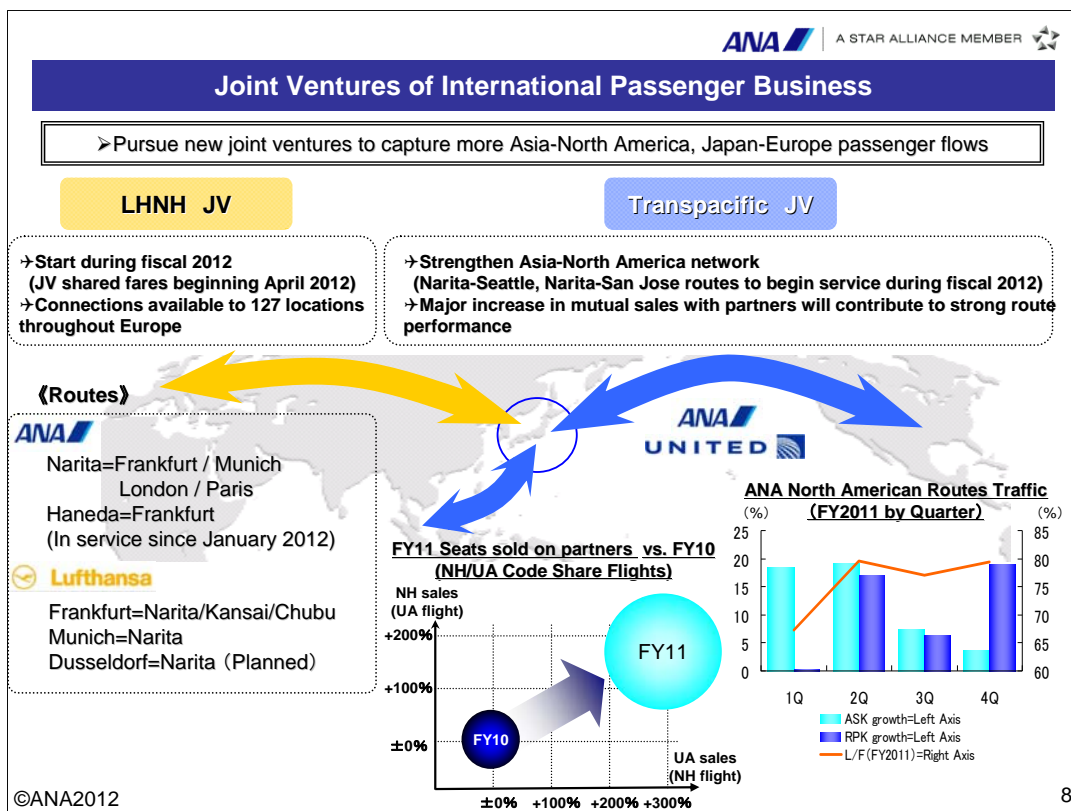 ANA A STAR ALLIANCE MEMBER
Joint Ventures of International Passenger Business
➢Pursue new joint ventures to capture more Asia-North America, Japan-Europe passenger flows
LHNH JV
Transpacific JV
✈Start during fiscal 2012
(JV shared fares beginning April 2012)
✈Connections available to 127 locations
throughout Europe
✈Strengthen Asia-North America network
(Narita-Seattle, Narita-San Jose routes to begin service during fiscal 2012)
✈Major increase in mutual sales with partners will contribute to strong route
performance
《Routes》
ANA
Narita=Frankfurt / Munich
London / Paris
Haneda=Frankfurt
(In service since January 2012)
Lufthansa
Frankfurt=Narita/Kansai/Chubu
Munich=Narita
Dusseldorf=Narita（Planned）
ANA
UNITED
FY11 Seats sold on partners vs. FY10
(NH/UA Code Share Flights)
NH sales
(UA flight)
+200%
+100%
±0%
FY10
FY11
UA sales
(NH flight)
±0% +100% +200% +300%
ANA North American Routes Traffic
（FY2011 by Quarter）
（%）
（%）
25
20
15
10
5
0
85
80
75
70
65
60
1Q 2Q 3Q 4Q
ASK growth=Left Axis
RPK growth=Left Axis
L/F(FY2011)=Right Axis
©ANA2012
8